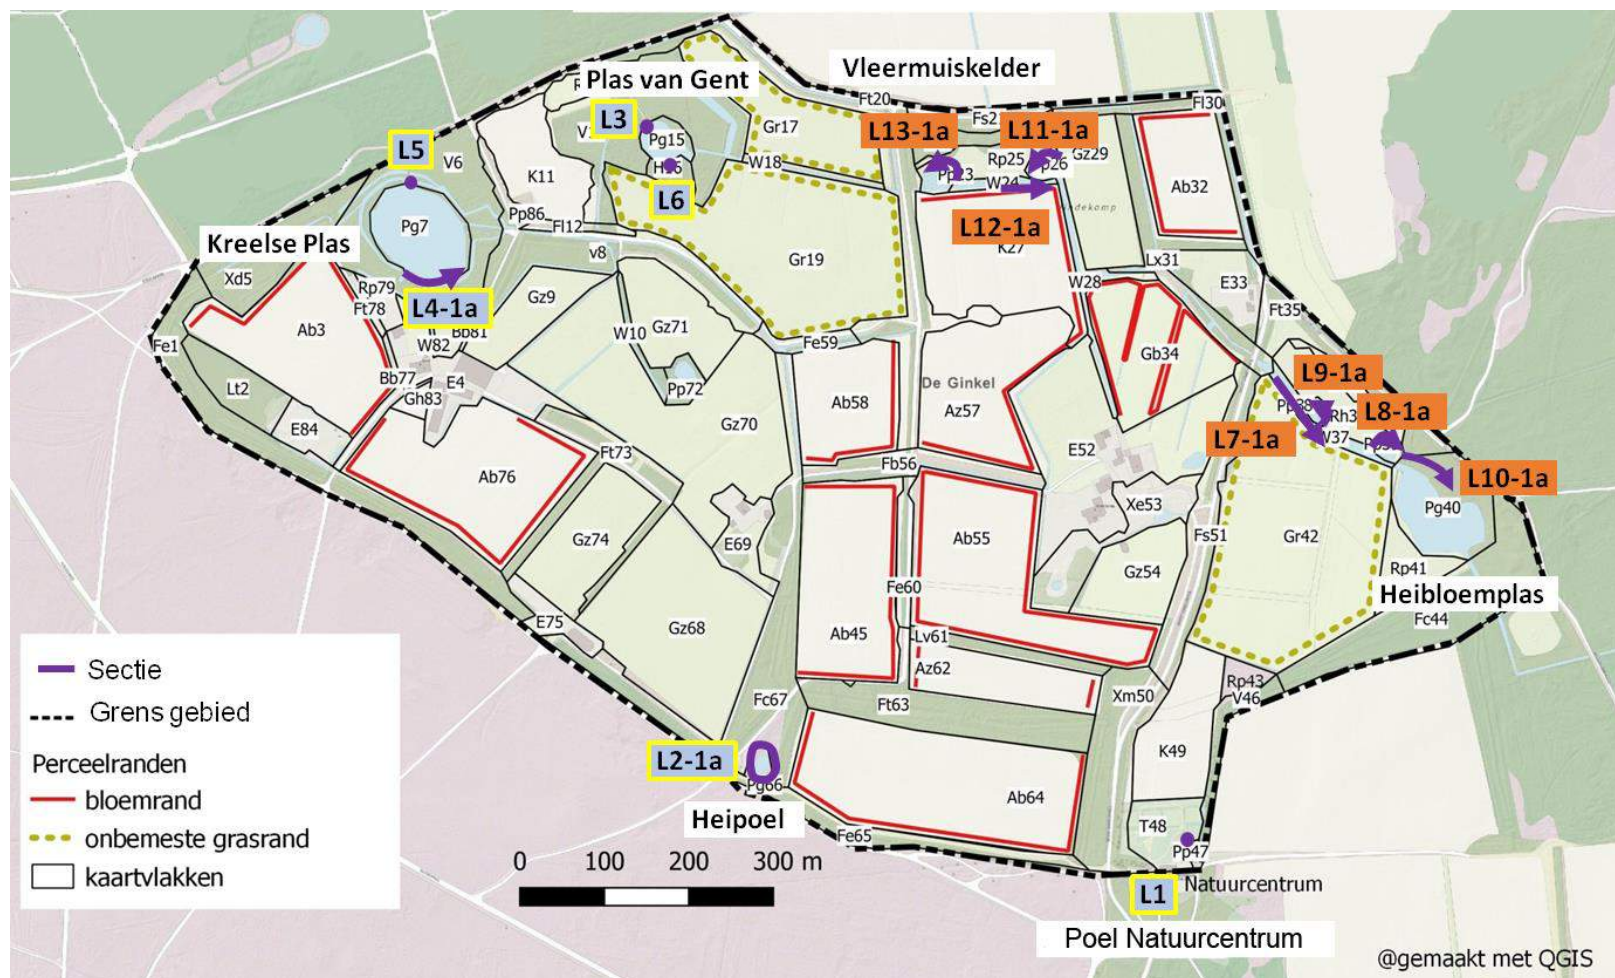 Vleermuiskelder
Plas van Gent
Ft20
Fl30
L3
Pg15
Gr17
L13-1a
L11-1a
Gz29
Rp25
L5
V6
W18
W24
Ab32
K11
L6
Pp86
Fl12
L12-1a
K27
Pg7
Kreelse Plas
v8
Gr19
Lx31
Xd5
Rp79
Ft78
L4-1a
Gz9
W28
E33
Ft35
Ab3
Bb81
W82
W10
Gz71
Fe59
Fe1
Gb34
Lt2
Bb77
E4
Gh83
Pp72
De Ginkel
Ab58
Az57
L9-1a
L8-1a
E84
Gz70
L7-1a
W37
Ft73
Fb56
E52
L10-1a
Ab76
Xe53
Pg40
Gz74
E69
Ab55
Fs51
Gr42
Gz54
Rp41
Fe60
Heibloemplas
Fc44
E75
Gz68
Ab45
Lv61
Az62
Sectie
Grens gebied
Perceelranden
bloemrand
onbemeste grasrand
kaartvlakken
Fc67
Ft63
Xm50
Rp43
V46
L2-1a
Pg66
K49
Heipoel
Ab64
Fe65
T48
Pp47
0 100 200 300 m
L1
Natuurcentrum
Poel Natuurcentrum
@gemaakt met QGIS